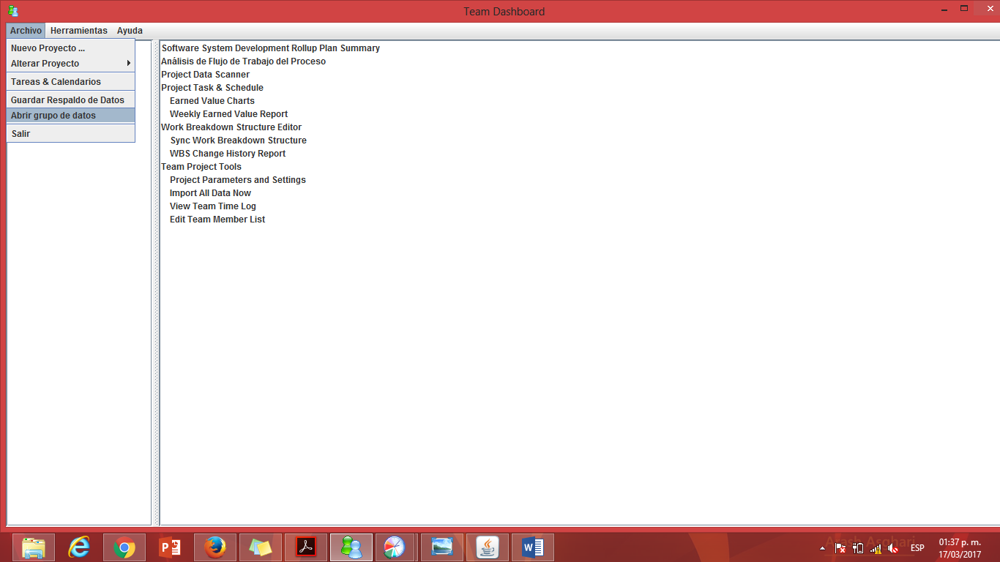 Team Dashboard
Archivo Herramientas Ayuda
Nuevo Proyecto ...
Alterar Proyecto
Tareas & Calendarios
Guardar Respaldo de Datos
Abrir grupo de datos
Salir
Software System Development Rollup Plan Summary
Análisis de Flujo de Trabajo del Proceso
Project Data Scanner
Project Task & Schedule
Earned Value Charts
Weekly Earned Value Report
Work Breakdown Structure Editor
Sync Work Breakdown Structure
WBS Change History Report
Team Project Tools
Project Parameters and Settings
Import All Data Now
View Team Time Log
Edit Team Member List
Arash Asghari
ESP
01:37 p. m.
17/03/2017